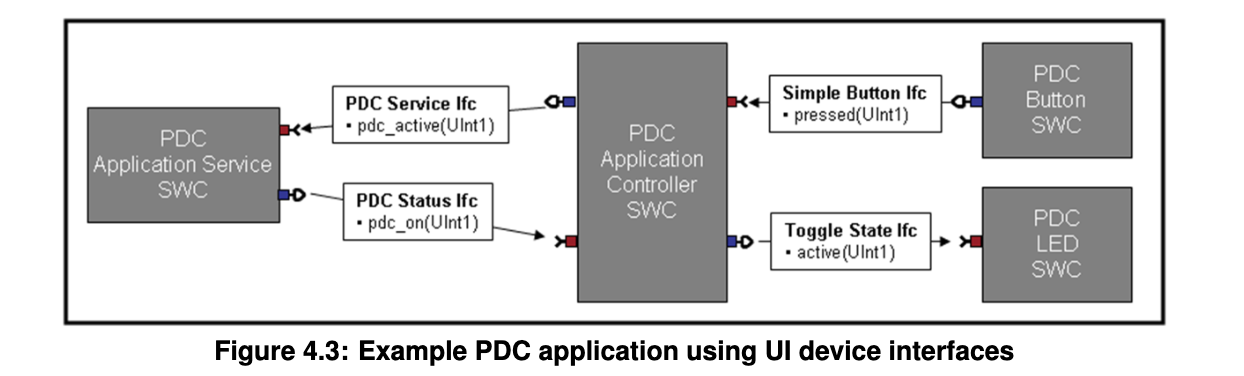 PDC
Application Service
SWC
PDC Service Ifc
▪ pdc_active(UInt1)
PDC Status Ifc
▪ pdc_on(UInt1)
PDC
Application
Controller
SWC
Simple Button Ifc
▪ pressed(UInt1)
Toggle State Ifc
▪ active(UInt1)
PDC
Button
SWC
PDC
LED
SWC
Figure 4.3: Example PDC application using UI device interfaces